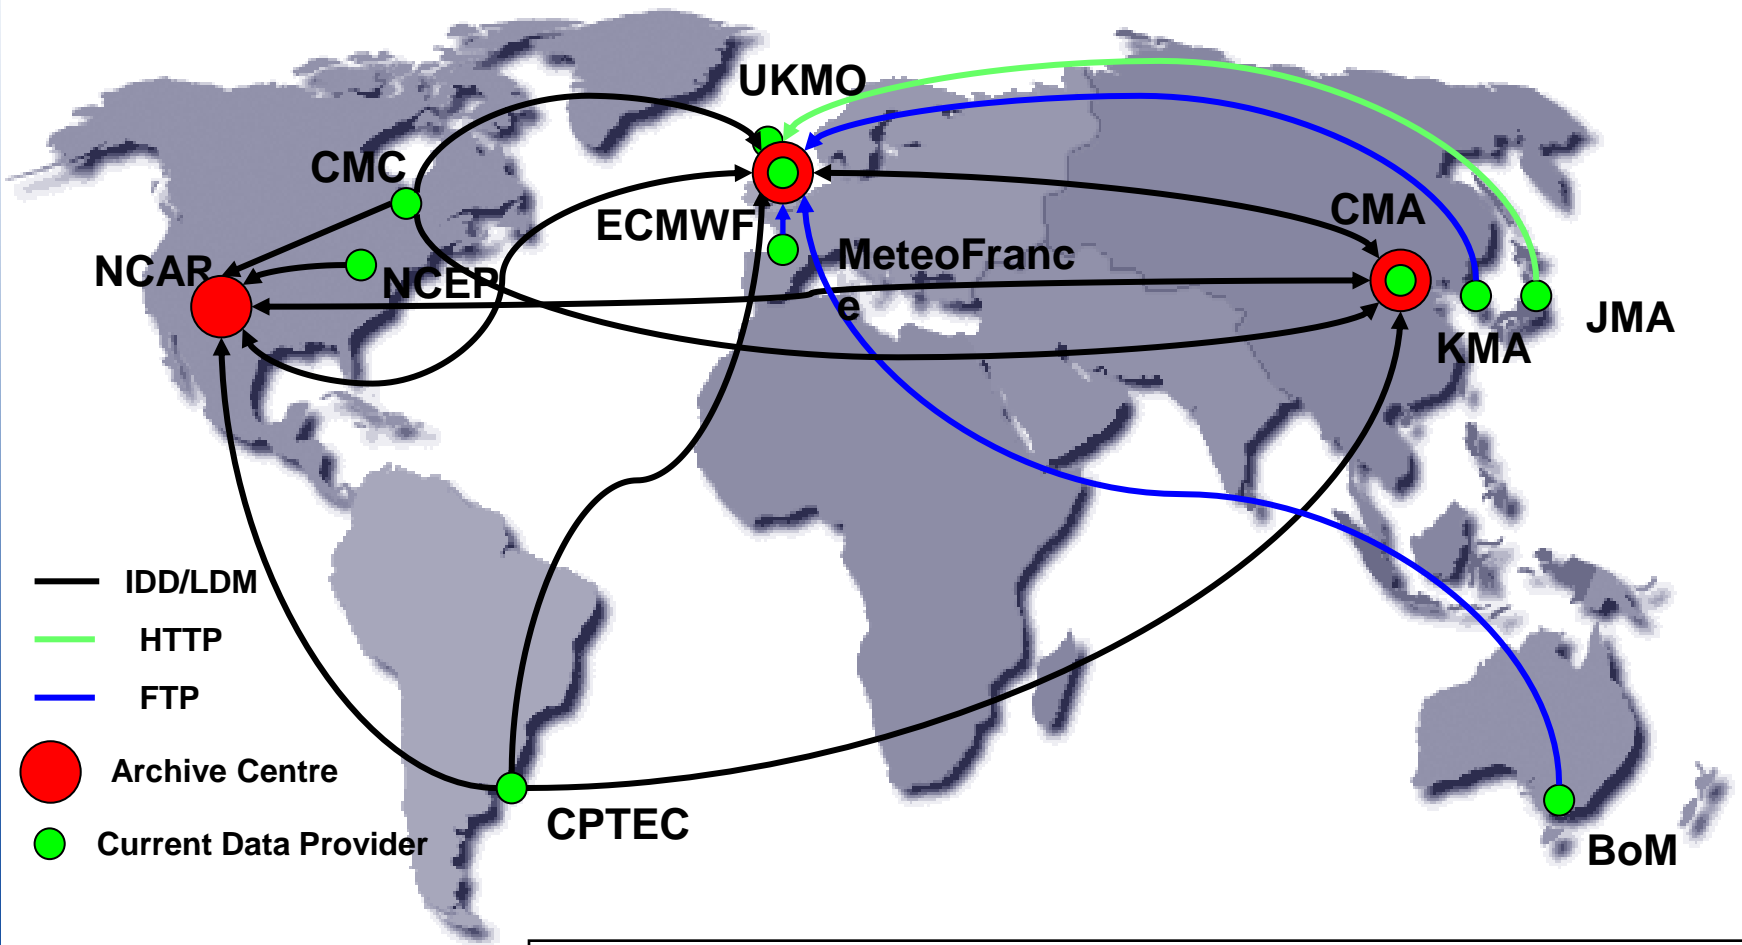 UKMO
CMC
ECMWF
CMA
NCAR
NCEP
MeteoFranc
e
JMA
KMA
IDD/LDM
HTTP
FTP
Archive Centre
CPTEC
Current Data Provider
BoM